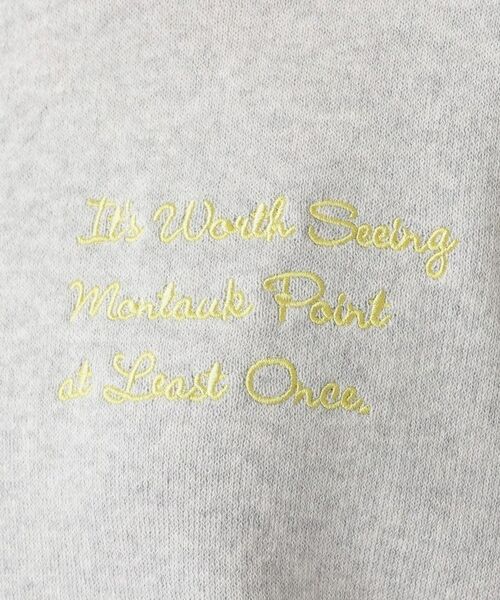 It's Worth Seeing
Montauk Point
at Least Once.